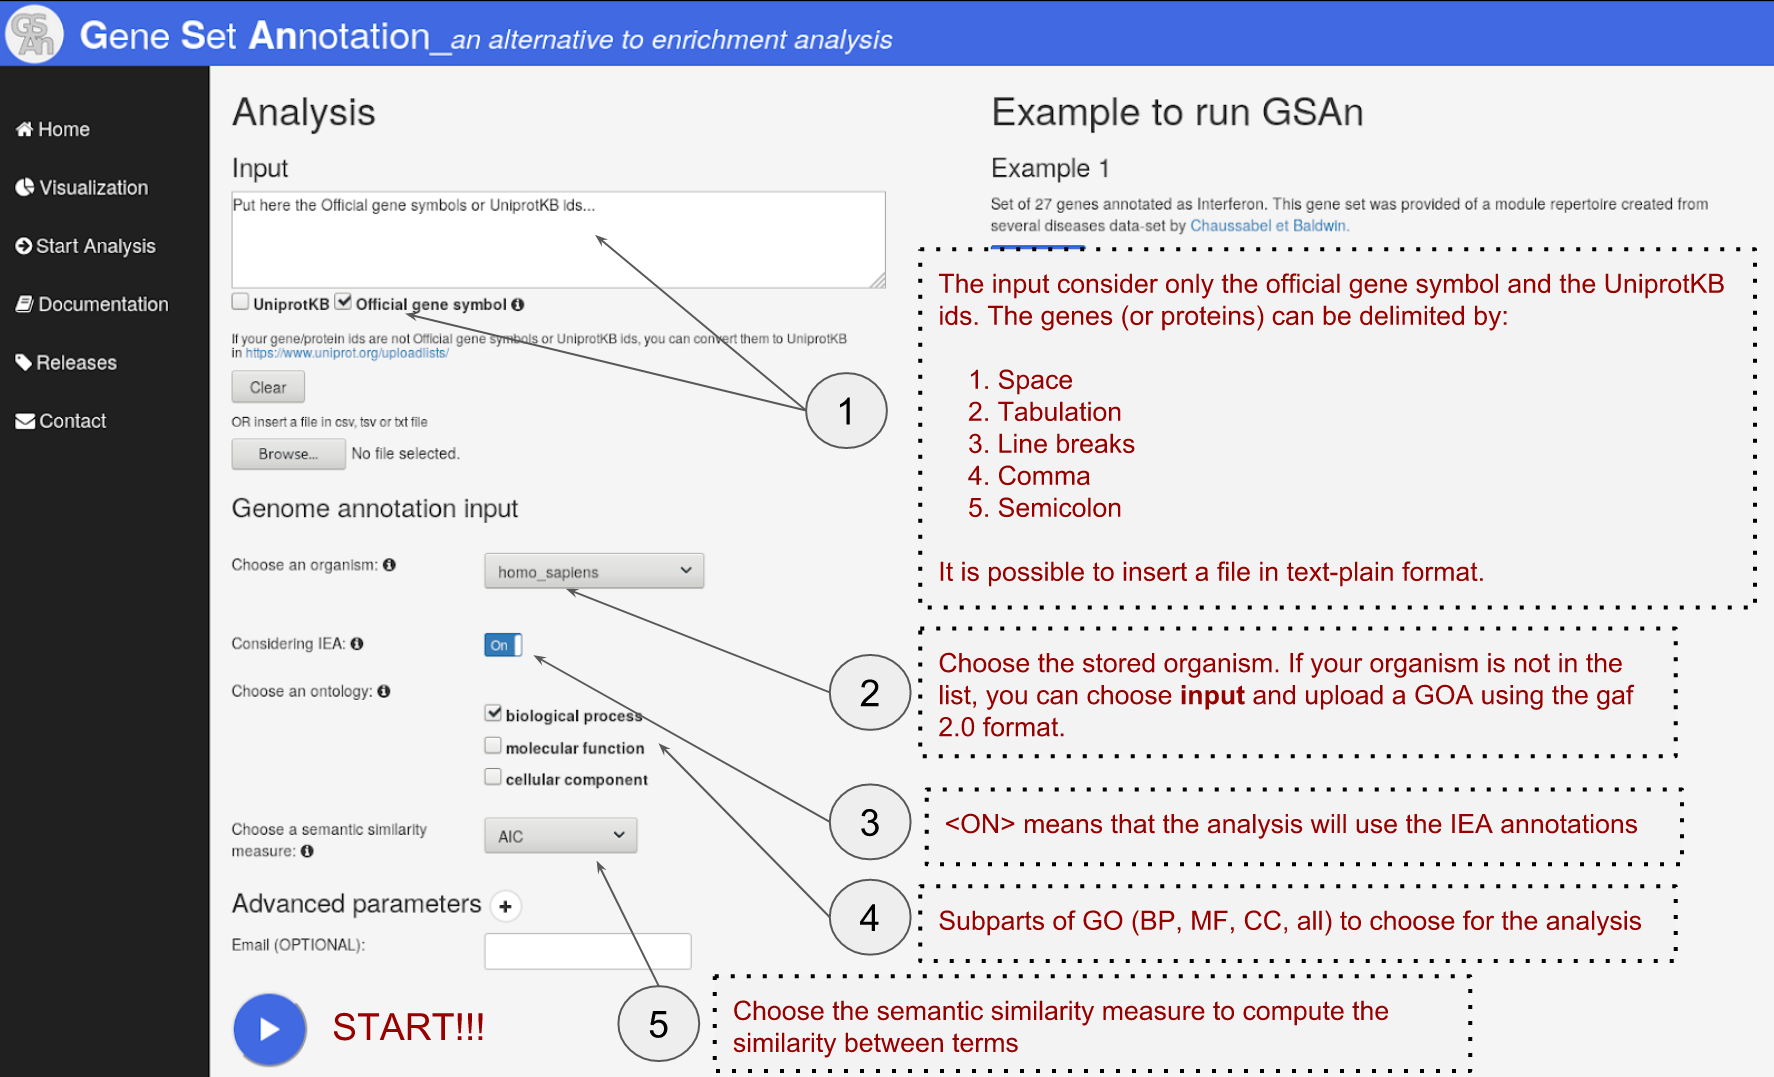 GS
An
Gene Set Annotation_an alternative to enrichment analysis
Home
Visualization
Start Analysis
Documentation
Releases
Contact
Analysis
Input
Put here the Official gene symbols or UniprotKB ids...
UniprotKB Official gene symbol
If your gene/protein ids are not Official gene symbols or UniprotKB ids, you can convert them to UniprotKB
in https://www.uniprot.org/uploadlists/
Clear
OR insert a file in csv, tsv or txt file
Browse... No file selected.
Genome annotation input
Choose an organism:
homo_sapiens
Considering IEA:
On
Choose an ontology:
biological process
molecular function
cellular component
Choose a semantic similarity
measure:
AIC
Advanced parameters +
Email (OPTIONAL):
START!!!
Example to run GSAn
Example 1
Set of 27 genes annotated as Interferon. This gene set was provided of a module repertoire created from
several diseases data-set by Chaussabel et Baldwin.
1
The input consider only the official gene symbol and the UniprotKB
ids. The genes (or proteins) can be delimited by:
1. Space
2. Tabulation
3. Line breaks
4. Comma
5. Semicolon
It is possible to insert a file in text-plain format.
2
Choose the stored organism. If your organism is not in the
list, you can choose input and upload a GOA using the gaf
2.0 format.
3
<ON> means that the analysis will use the IEA annotations
4
Subparts of GO (BP, MF, CC, all) to choose for the analysis
5
Choose the semantic similarity measure to compute the
similarity between terms